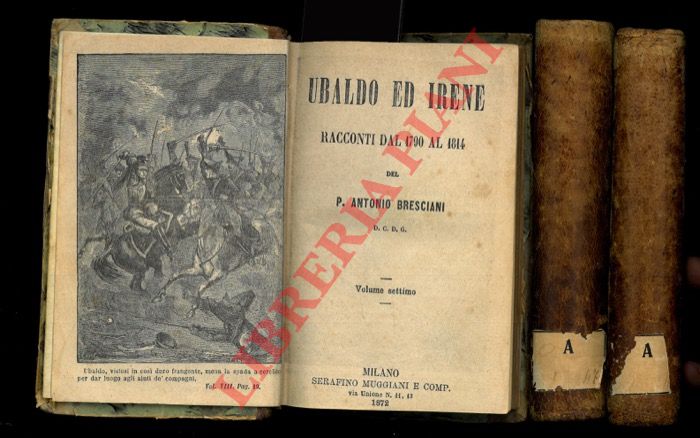 Ubaldo, vistosi in così duro frangente, mena la spada a cerchio
per dar luogo agli aiuti de' compagni.
Vol. VIII. Pag. 19.
UBALDO ED IRENE
RACCONTI DAL 1790 AL 1814
DEL
P. ANTONIO BRESCIANI
D. C. D. G.
Volume settimo
MILANO
SERAFINO MUGGIANI E COMP.
via Unione N. 11, 13
1872
A
A
LIBRERIA PIANI